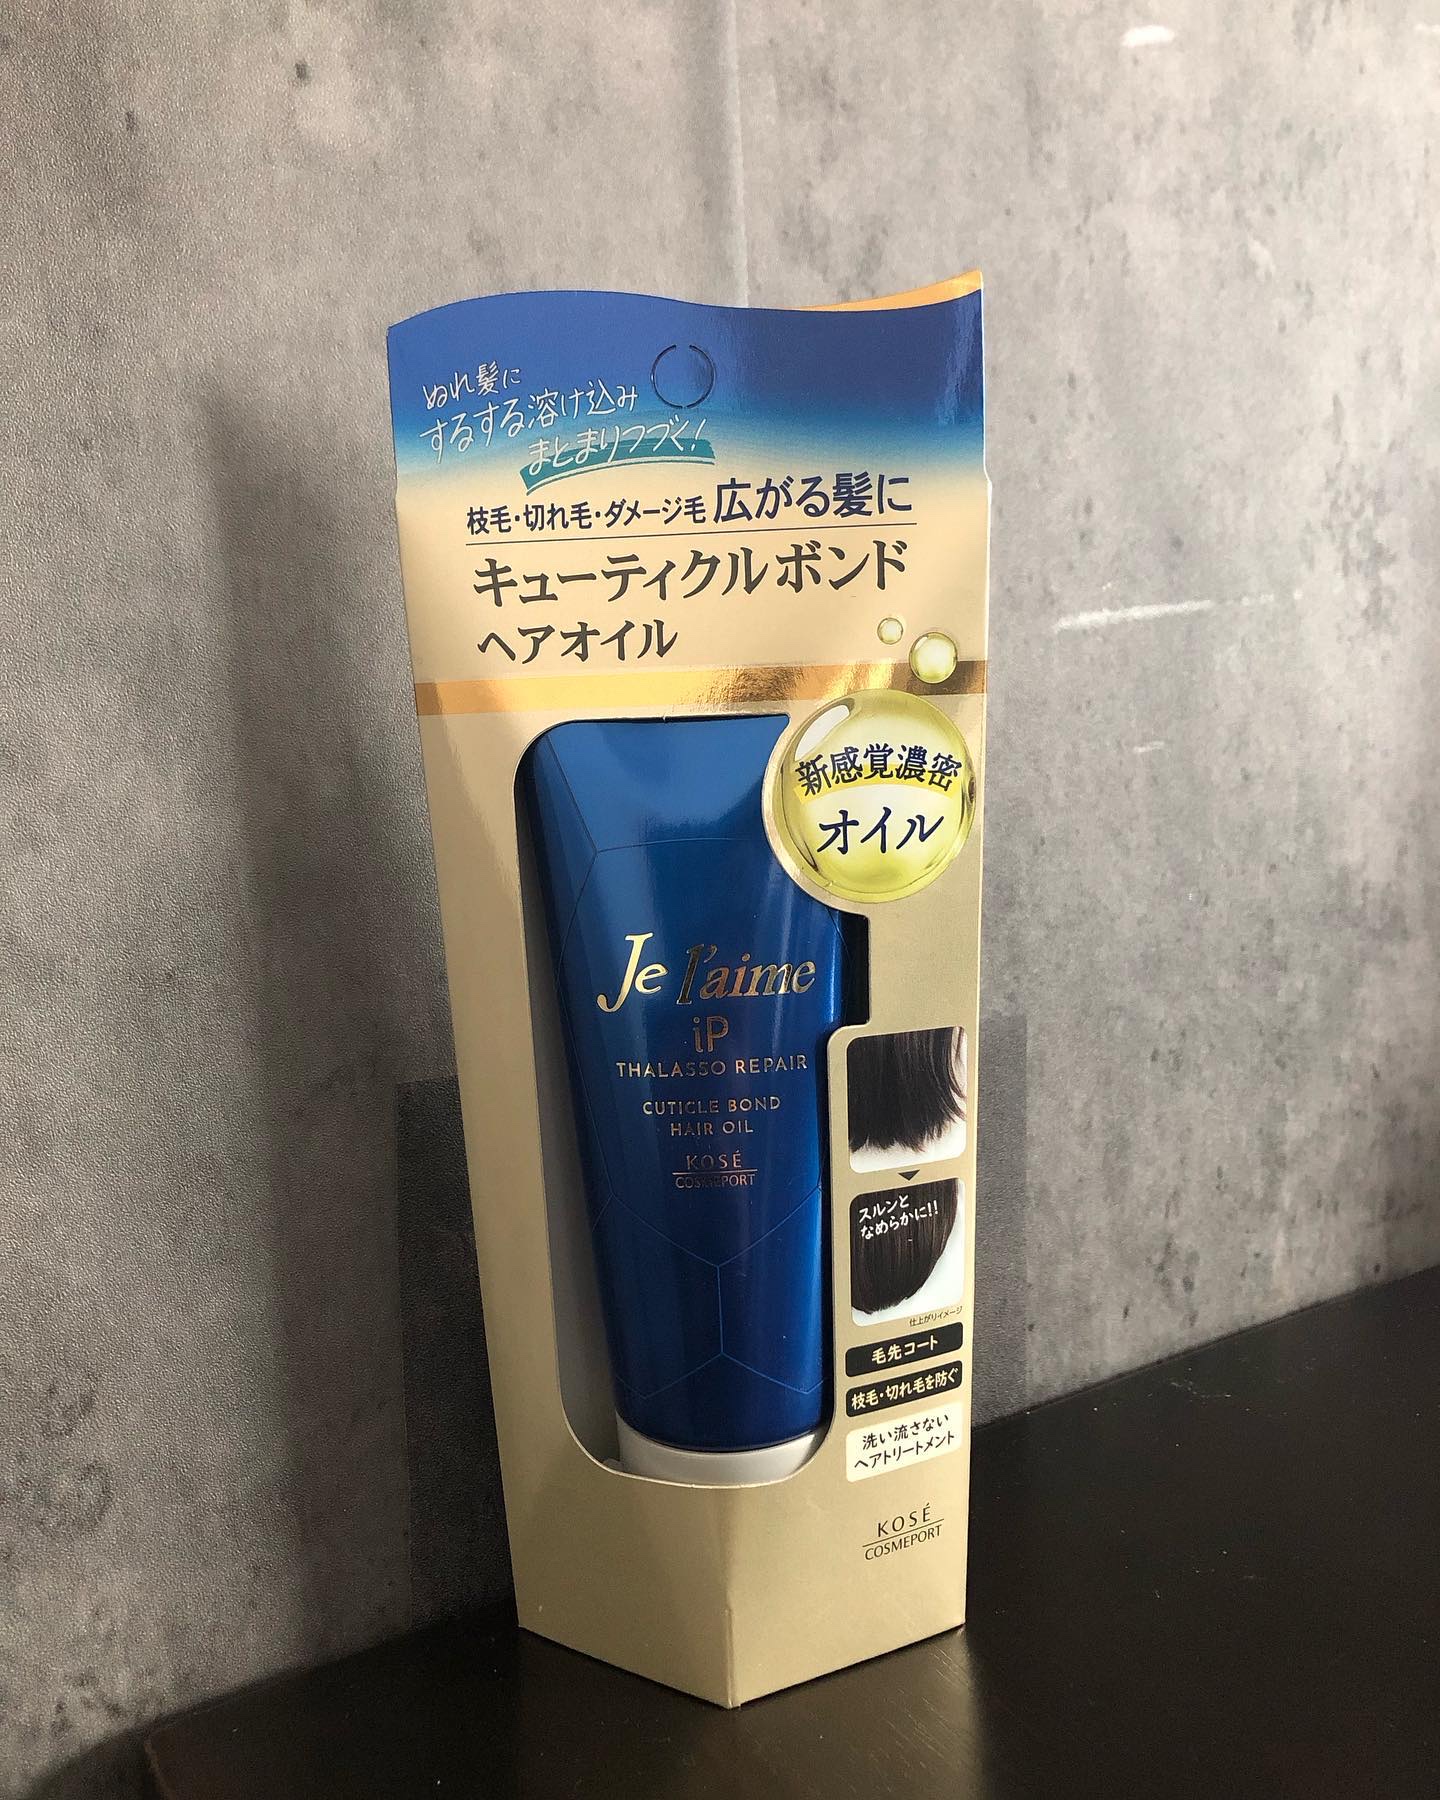 ぬれ髪に
するする溶け込み
まとまりつづく!
枝毛・切れ毛・ダメージ毛 広がる髪に
キューティクルボンド
ヘアオイル
新感覚濃密
オイル
Je l'aime
iP
THALASSO REPAIR
CUTICLE BOND
HAIR OIL
KOSÉ
COSMEPORT
スルンと
なめらかに!!
仕上がりイメージ
毛先コート
枝毛・切れ毛を防ぐ
洗い流さない
ヘアトリートメント
KOSÉ
COSMEPORT